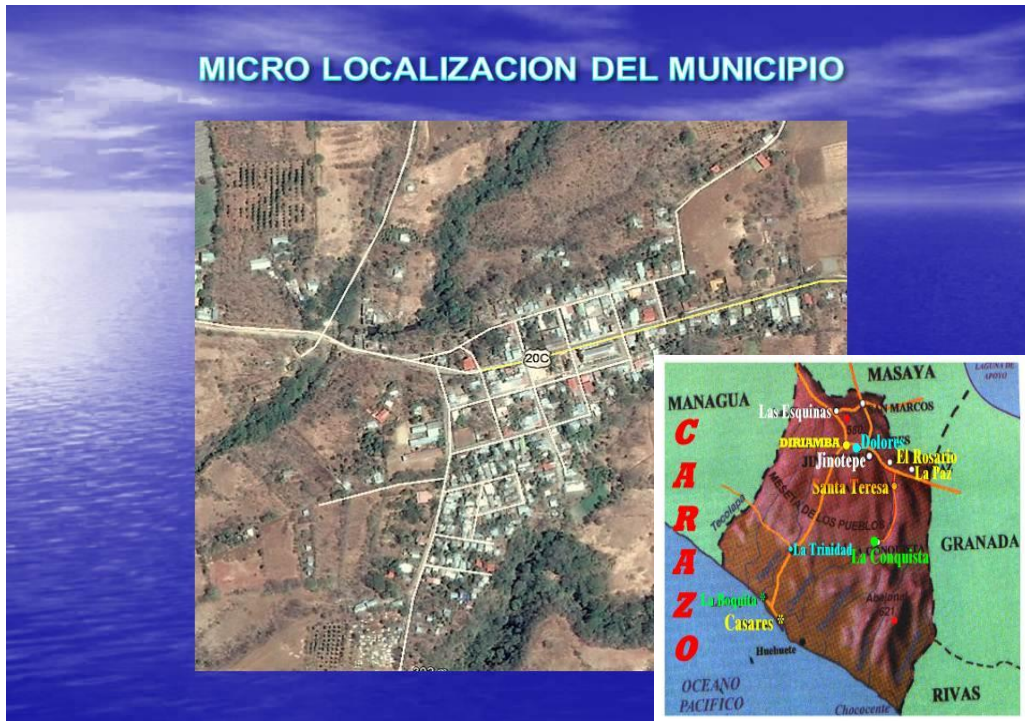 MICRO LOCALIZACION DEL MUNICIPIO
20C
LAGUNA DE APOYO
MASAYA
MANAGUA
Las Esquinas
N MARCOS
DIRIAMBA
Dolores
Jinotepe
El Rosario
La Paz
Santa Teresa
MESETA DE LOS PUEBLOS
Tecolapa
La Trinidad
La Conquista
GRANADA
La Boquita *
Casares *
Huehuete
CARAZO
OCEANO
PACIFICO
RIVAS
Chococente